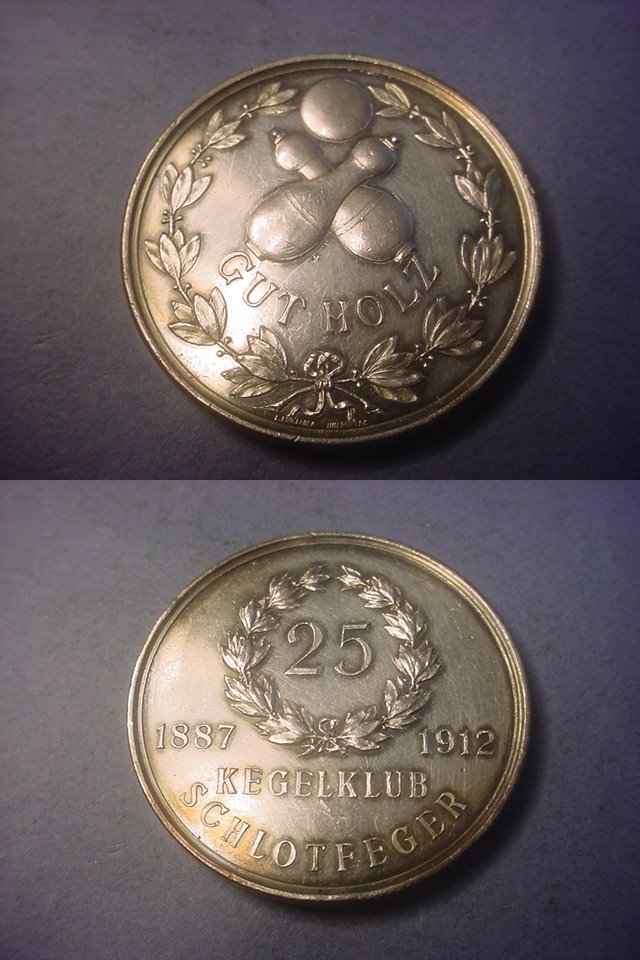 GUT HOLZ
25
1887 1912
KEGELKLUB
SCHLOTFEGER